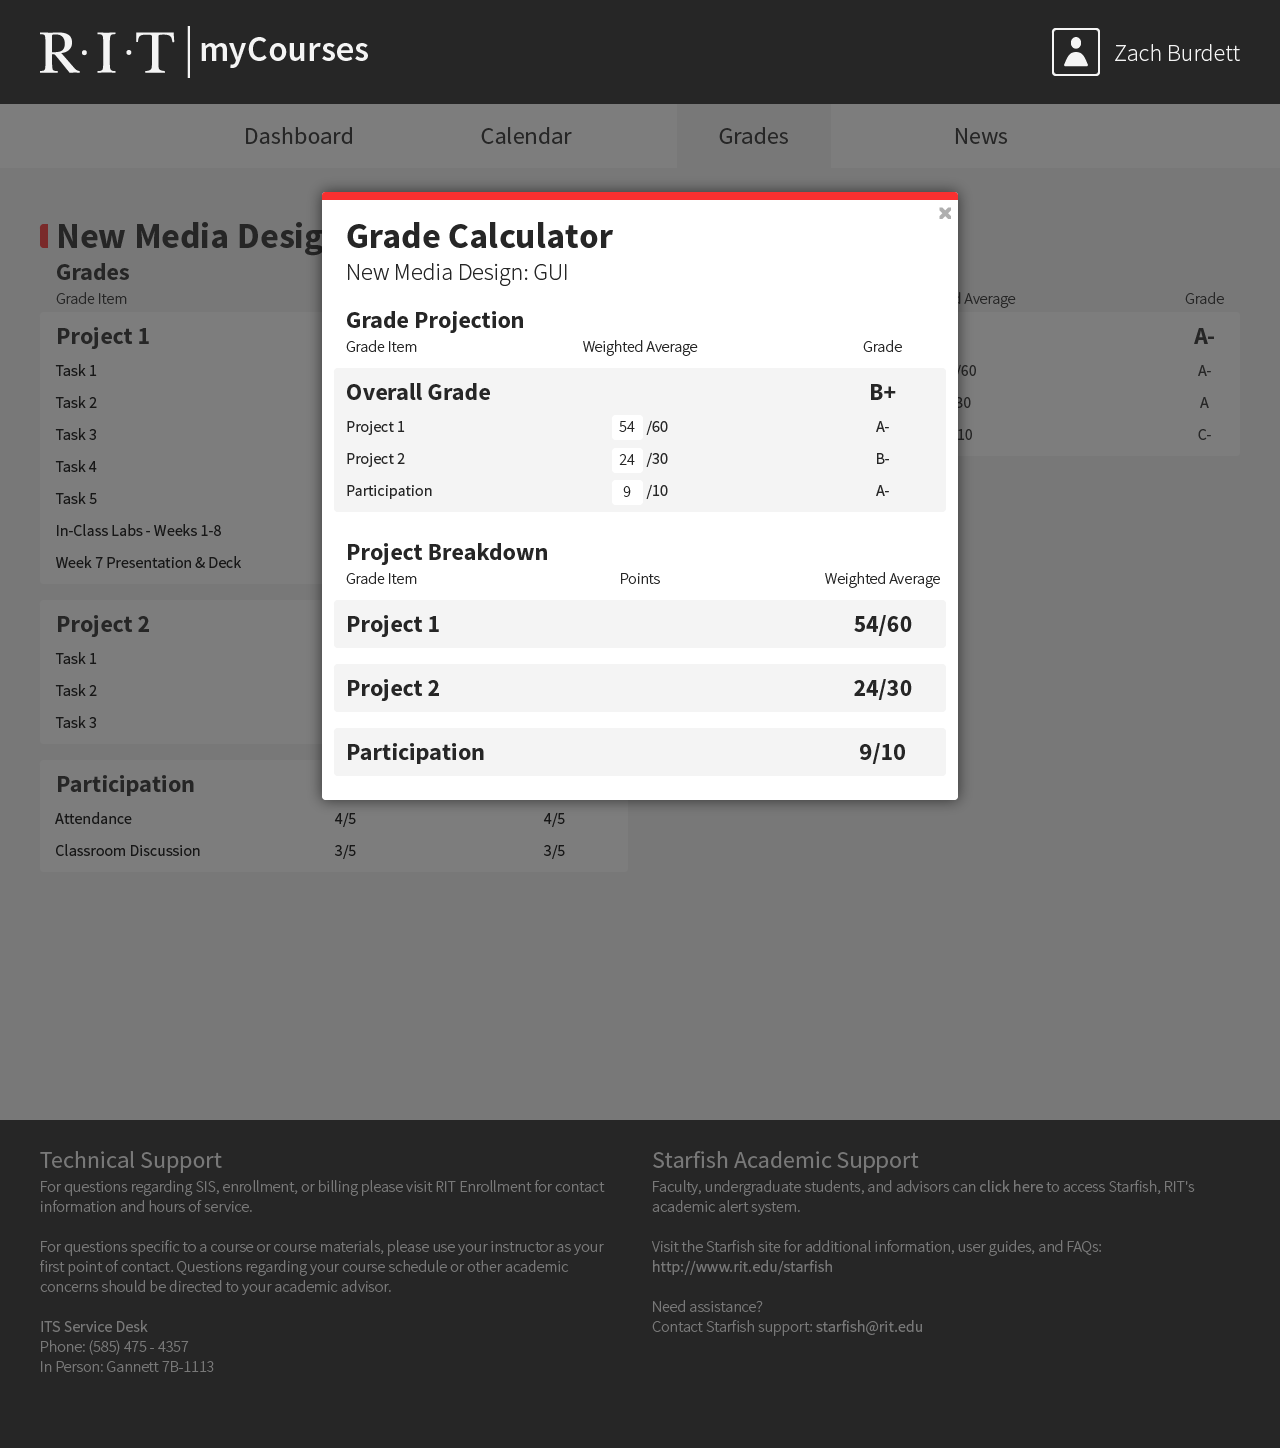 R·I·T myCourses
Zach Burdett
Dashboard Calendar Grades News
New Media Desig
Grades
Grade Item
Average Grade
Project 1
A-
Task 1
/60 A-
Task 2
A
Task 3
10 C-
Task 4
Task 5
In-Class Labs - Weeks 1-8
Week 7 Presentation & Deck
Project 2
Task 1
Task 2
Task 3
Participation
Attendance 4/5 4/5
Classroom Discussion 3/5 3/5
Grade Calculator
New Media Design: GUI
Grade Projection
Grade Item Weighted Average Grade
Overall Grade B+
Project 1 54 /60 A-
Project 2 24 /30 B-
Participation 9 /10 A-
Project Breakdown
Grade Item Points Weighted Average
Project 1 54/60
Project 2 24/30
Participation 9/10
Technical Support
For questions regarding SIS, enrollment, or billing please visit RIT Enrollment for contact
information and hours of service.
For questions specific to a course or course materials, please use your instructor as your
first point of contact. Questions regarding your course schedule or other academic
concerns should be directed to your academic advisor.
ITS Service Desk
Phone: (585) 475 - 4357
In Person: Gannett 7B-1113
Starfish Academic Support
Faculty, undergraduate students, and advisors can click here to access Starfish, RIT's
academic alert system.
Visit the Starfish site for additional information, user guides, and FAQs:
http://www.rit.edu/starfish
Need assistance?
Contact Starfish support: starfish@rit.edu